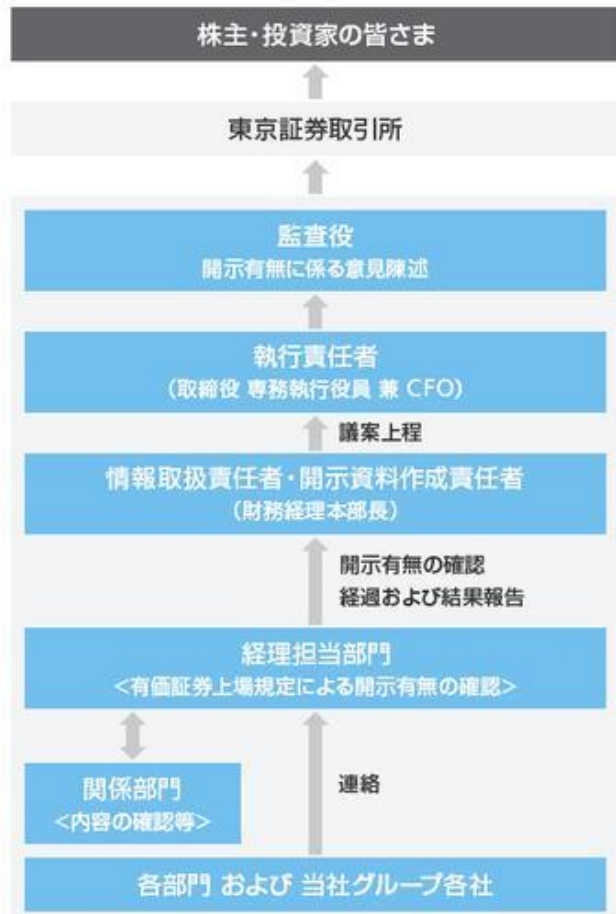 株主・投資家の皆さま
東京証券取引所
監査役
開示有無に係る意見陳述
執行責任者
(取締役 専務執行役員 兼 CFO)
議案上程
情報取扱責任者・開示資料作成責任者
(財務経理本部長)
開示有無の確認
経過および結果報告
経理担当部門
<有価証券上場規定による開示有無の確認>
関係部門
<内容の確認等>
連絡
各部門 および 当社グループ各社